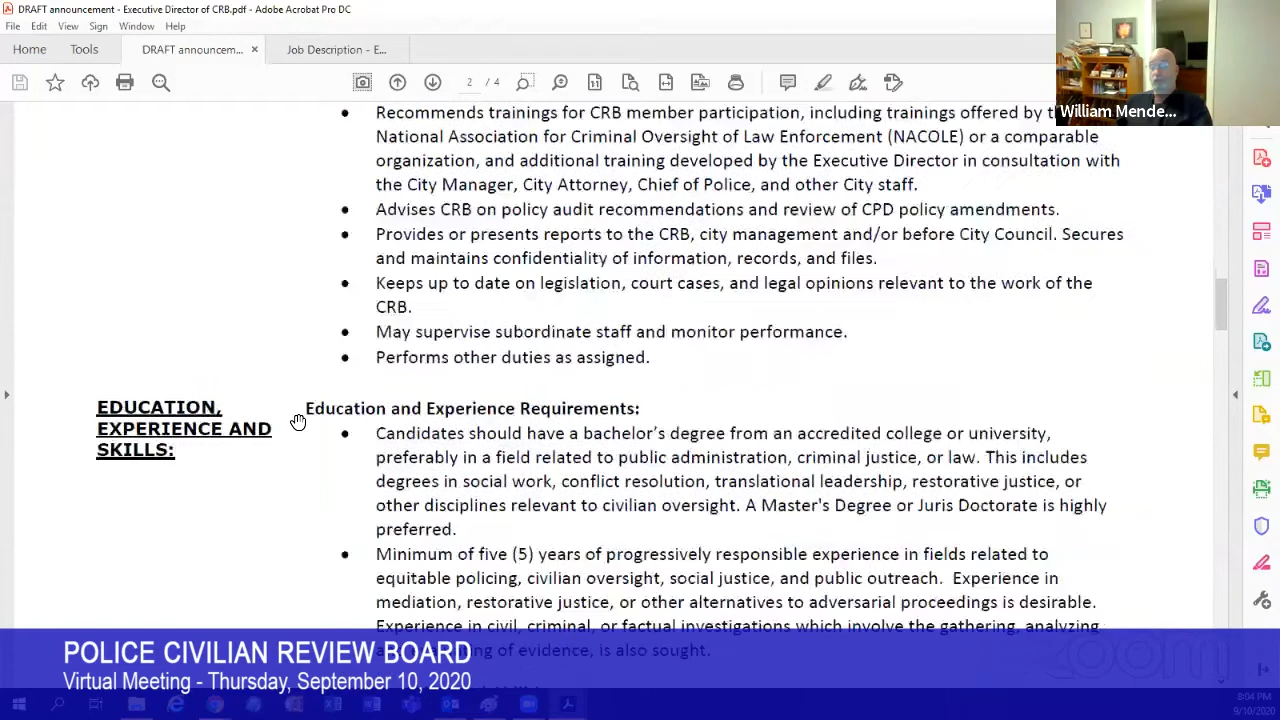 DRAFT announcement - Executive Director of CRB.pdf - Adobe Acrobat Pro DC
File Edit View Sign Window Help
Home Tools DRAFT announcem... × Job Description - E...
2 / 4
William Mende...
• Recommends trainings for CRB member participation, including trainings offered by the
National Association for Criminal Oversight of Law Enforcement (NACOLE) or a comparable
organization, and additional training developed by the Executive Director in consultation with
the City Manager, City Attorney, Chief of Police, and other City staff.
• Advises CRB on policy audit recommendations and review of CPD policy amendments.
• Provides or presents reports to the CRB, city management and/or before City Council. Secures
and maintains confidentiality of information, records, and files.
• Keeps up to date on legislation, court cases, and legal opinions relevant to the work of the
CRB.
• May supervise subordinate staff and monitor performance.
• Performs other duties as assigned.
EDUCATION,
EXPERIENCE AND
SKILLS:
Education and Experience Requirements:
• Candidates should have a bachelor's degree from an accredited college or university,
preferably in a field related to public administration, criminal justice, or law. This includes
degrees in social work, conflict resolution, translational leadership, restorative justice, or
other disciplines relevant to civilian oversight. A Master's Degree or Juris Doctorate is highly
preferred.
• Minimum of five (5) years of progressively responsible experience in fields related to
equitable policing, civilian oversight, social justice, and public outreach. Experience in
mediation, restorative justice, or other alternatives to adversarial proceedings is desirable.
Experience in civil, criminal, or factual investigations which involve the gathering, analyzing
of evidence, is also sought.
POLICE CIVILIAN REVIEW BOARD
Virtual Meeting - Thursday, September 10, 2020
zoom
8:04 PM
9/10/2020